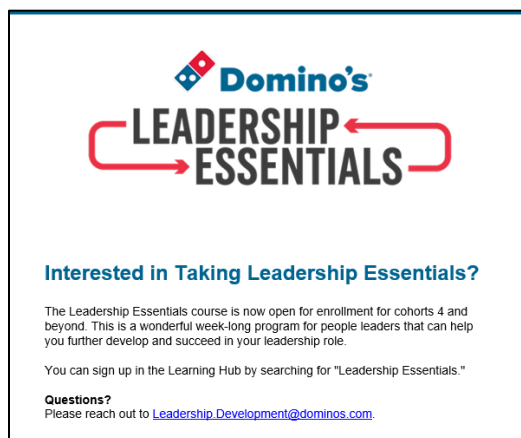 Domino's
LEADERSHIP
ESSENTIALS
Interested in Taking Leadership Essentials?
The Leadership Essentials course is now open for enrollment for cohorts 4 and
beyond. This is a wonderful week-long program for people leaders that can help
you further develop and succeed in your leadership role.
You can sign up in the Learning Hub by searching for "Leadership Essentials."
Questions?
Please reach out to Leadership.Development@dominos.com.